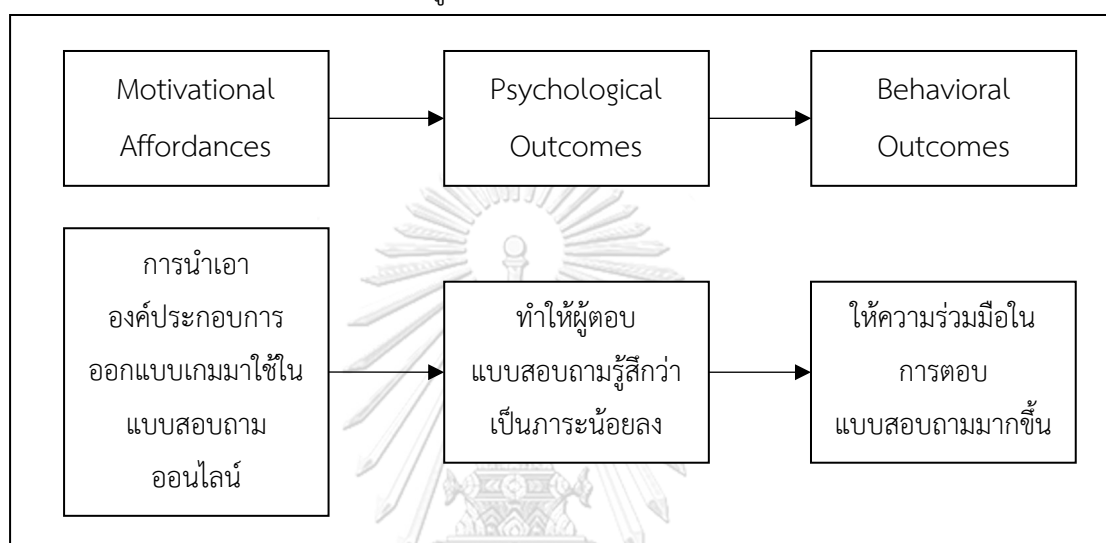 Motivational
Affordances
Psychological
Outcomes
Behavioral
Outcomes
การนำเอา
องค์ประกอบการ
ออกแบบเกมมาใช้ใน
แบบสอบถาม
ออนไลน์
ทำให้ผู้ตอบ
แบบสอบถามรู้สึกว่า
เป็นภาระน้อยลง
ให้ความร่วมมือใน
การตอบ
แบบสอบถามมากขึ้น